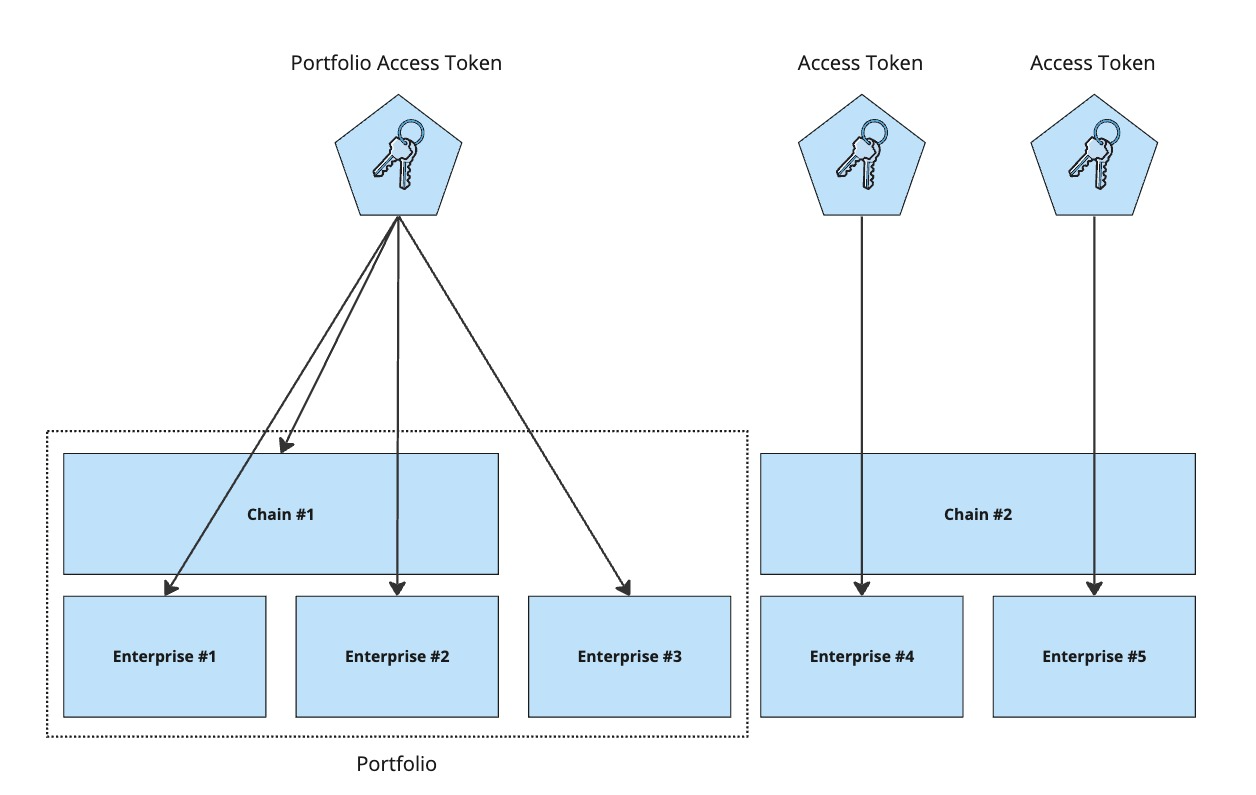 Portfolio Access Token
Access Token
Access Token
Chain #1
Chain #2
Enterprise #1
Enterprise #2
Enterprise #3
Enterprise #4
Enterprise #5
Portfolio